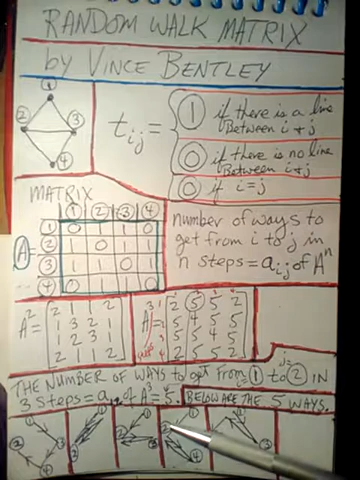 RANDOM WALK MATRIX
by VINCE BENTLEY
1
2 3
4
tij =
1 if there is a line
Between i & j
0 if there is no line
Between i & j
0 if i=j
MATRIX
1 2 3 4
A =
1 0 1 1 0
2 1 0 1 1
3 1 1 0 1
4 0 1 1 0
number of ways to
get from i to j in
n steps = aij of A^n
A² =
2 1 1 2
1 3 2 1
1 2 3 1
2 1 1 2
A³ =
2 5 5 2
5 4 5 5
5 5 4 5
2 5 5 2
THE NUMBER OF WAYS to get From i=1 to j=2 IN
3 steps = a12 of A³ = 5. BELOW ARE THE 5 WAYS.